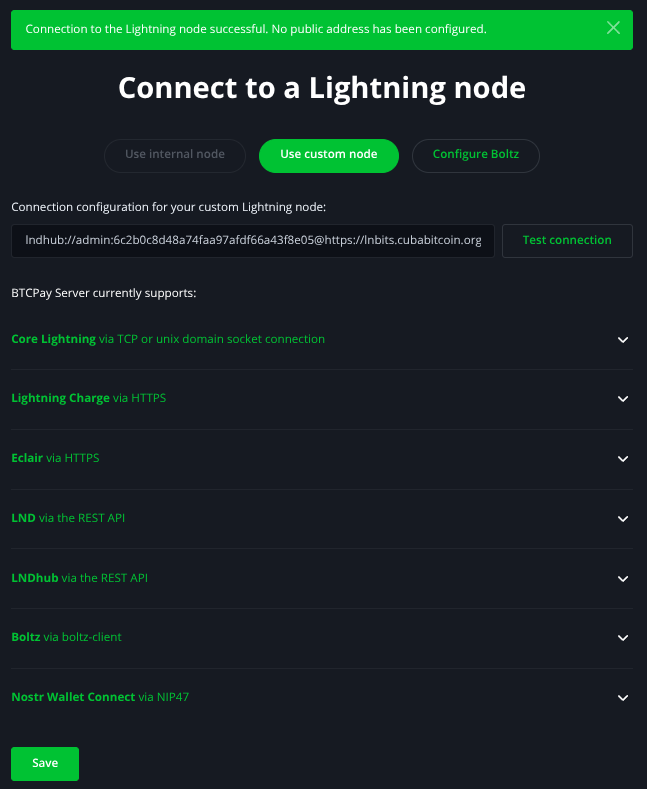 Connection to the Lightning node successful. No public address has been configured.
Connect to a Lightning node
Use internal node
Use custom node
Configure Boltz
Connection configuration for your custom Lightning node:
lndhub://admin:6c2b0c8d48a74faa97afdf66a43f8e05@https://lnbits.cubabitcoin.org
Test connection
BTCPay Server currently supports:
Core Lightning via TCP or unix domain socket connection
Lightning Charge via HTTPS
Eclair via HTTPS
LND via the REST API
LNDhub via the REST API
Boltz via boltz-client
Nostr Wallet Connect via NIP47
Save